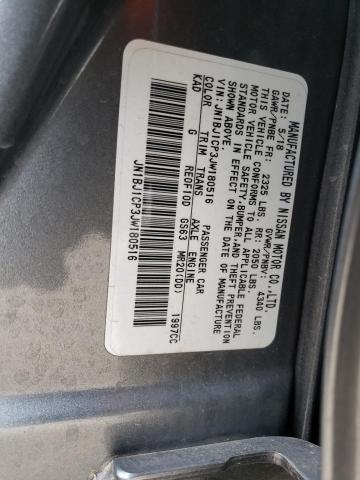 MANUFACTURED BY NISSAN MOTOR CO.,LTD.
DATE: 5/18 GVWR/PNBV: 4340 LBS.
GAWR/PNBE FR: 2325 LBS. RR: 2050 LBS.
THIS VEHICLE CONFORMS TO ALL APPLICABLE FEDERAL
MOTOR VEHICLE SAFETY,BUMPER,AND THEFT PREVENTION
STANDARDS IN EFFECT ON THE DATE OF MANUFACTURE
SHOWN ABOVE.
VIN: JN1BJ1CP3JW180516 PASSENGER CAR
COLOR TRIM TRANS AXLE ENGINE
KAD G RE0F10D GS63 MR20(DD) 1997CC
JN1BJ1CP3JW180516